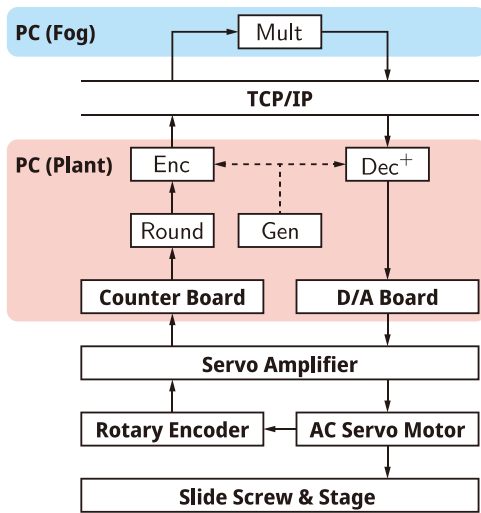 PC (Fog)
Mult
TCP/IP
PC (Plant)
Enc
Dec⁺
Round
Gen
Counter Board
D/A Board
Servo Amplifier
Rotary Encoder
AC Servo Motor
Slide Screw & Stage